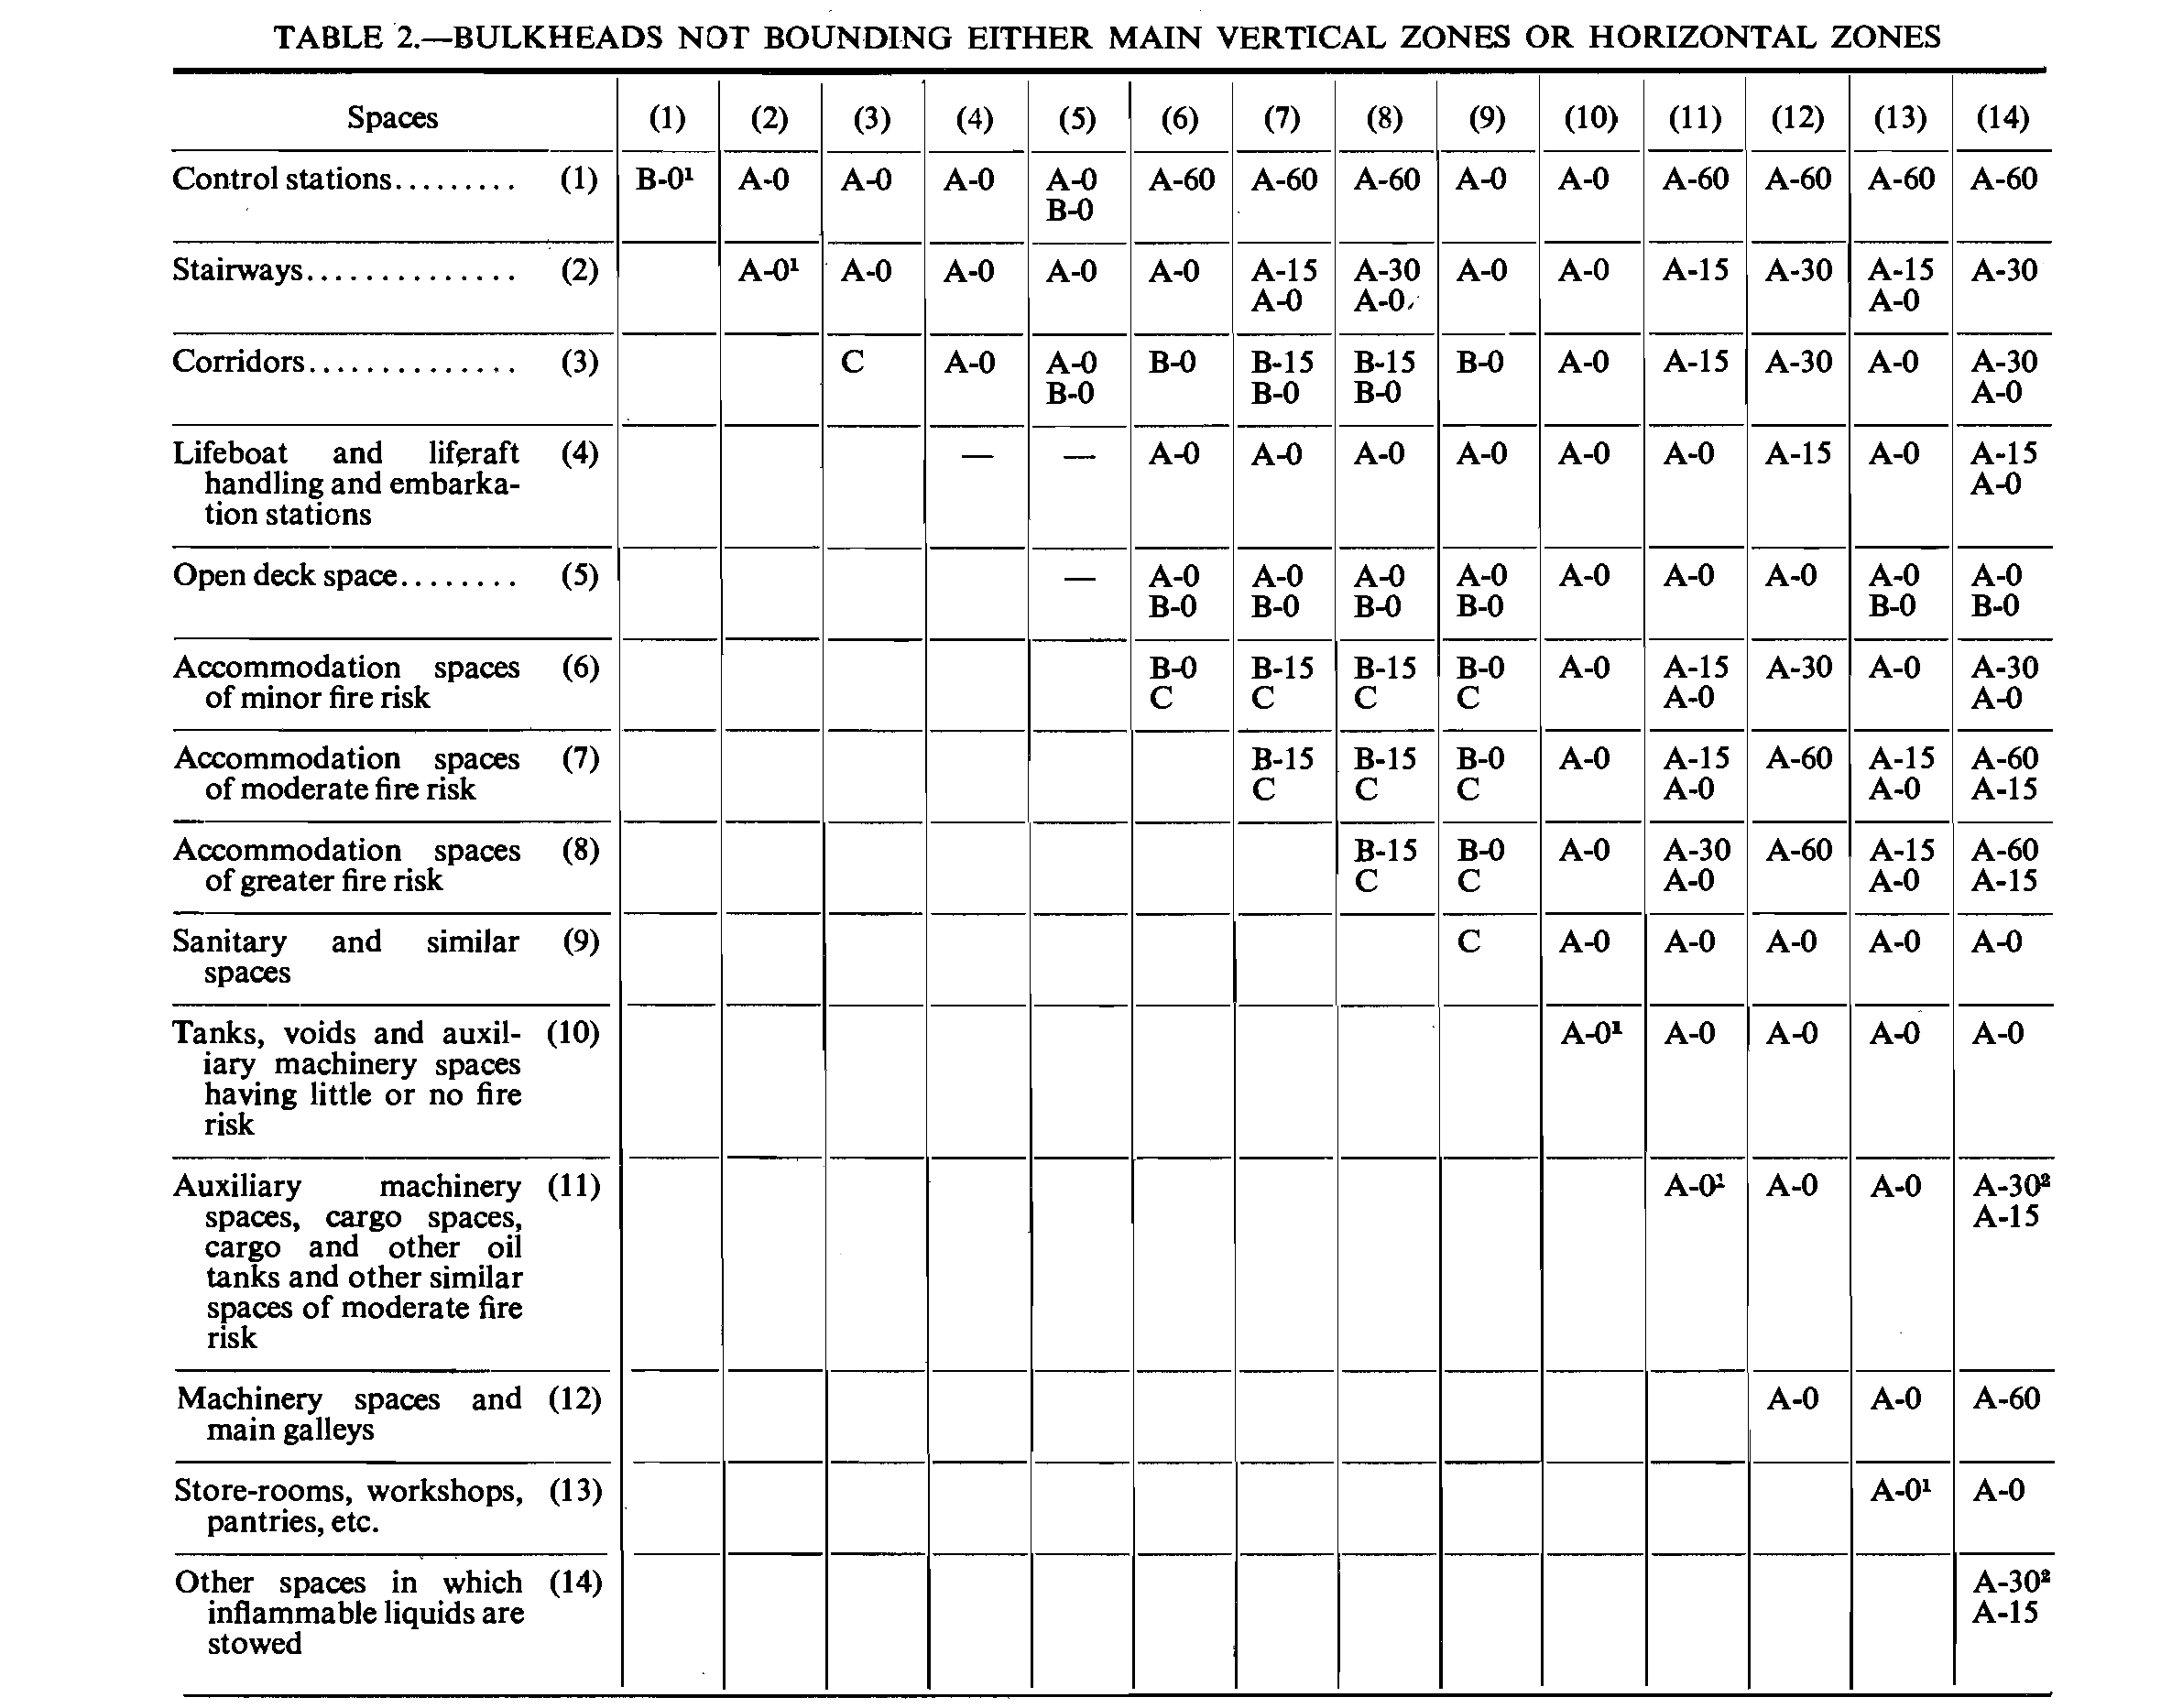 TABLE 2.—BULKHEADS NOT BOUNDING EITHER MAIN VERTICAL ZONES OR HORIZONTAL ZONES
Spaces (1) (2) (3) (4) (5) (6) (7) (8) (9) (10) (11) (12) (13) (14)
Control stations......... (1) B-0¹ A-0 A-0 A-0 A-0 A-60 A-60 A-60 A-0 A-0 A-60 A-60 A-60 A-60
B-0
Stairways.............. (2) A-0¹ A-0 A-0 A-0 A-0 A-15 A-30 A-0 A-0 A-15 A-30 A-15 A-30
A-0 A-0 A-0
Corridors.............. (3) C A-0 A-0 B-0 B-15 B-15 B-0 A-0 A-15 A-30 A-0 A-30
B-0 B-0 B-0 A-0
Lifeboat and liferaft (4) — — A-0 A-0 A-0 A-0 A-0 A-0 A-15 A-0 A-15
handling and embarka- A-0
tion stations
Open deck space........ (5) — A-0 A-0 A-0 A-0 A-0 A-0 A-0 A-0 A-0
B-0 B-0 B-0 B-0 B-0 B-0
Accommodation spaces (6) B-0 B-15 B-15 B-0 A-0 A-15 A-30 A-0 A-30
of minor fire risk C C C C A-0 A-0
Accommodation spaces (7) B-15 B-15 B-0 A-0 A-15 A-60 A-15 A-60
of moderate fire risk C C C A-0 A-0 A-15
Accommodation spaces (8) B-15 B-0 A-0 A-30 A-60 A-15 A-60
of greater fire risk C C A-0 A-0 A-15
Sanitary and similar (9) C A-0 A-0 A-0 A-0 A-0
spaces
Tanks, voids and auxil- (10) A-0¹ A-0 A-0 A-0 A-0
iary machinery spaces
having little or no fire
risk
Auxiliary machinery (11) A-0¹ A-0 A-0 A-30²
spaces, cargo spaces, A-15
cargo and other oil
tanks and other similar
spaces of moderate fire
risk
Machinery spaces and (12) A-0 A-0 A-60
main galleys
Store-rooms, workshops, (13) A-0¹ A-0
pantries, etc.
Other spaces in which (14) A-30²
inflammable liquids are A-15
stowed